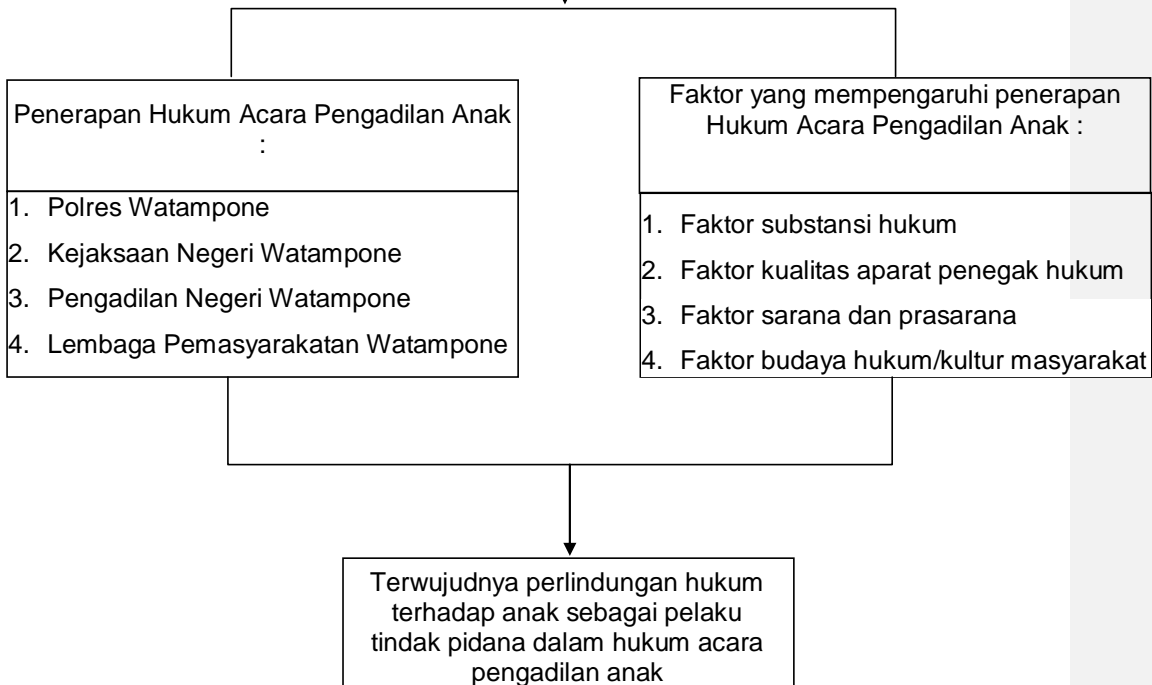 Penerapan Hukum Acara Pengadilan Anak
:
1. Polres Watampone
2. Kejaksaan Negeri Watampone
3. Pengadilan Negeri Watampone
4. Lembaga Pemasyarakatan Watampone
Faktor yang mempengaruhi penerapan
Hukum Acara Pengadilan Anak :
1. Faktor substansi hukum
2. Faktor kualitas aparat penegak hukum
3. Faktor sarana dan prasarana
4. Faktor budaya hukum/kultur masyarakat
Terwujudnya perlindungan hukum
terhadap anak sebagai pelaku
tindak pidana dalam hukum acara
pengadilan anak